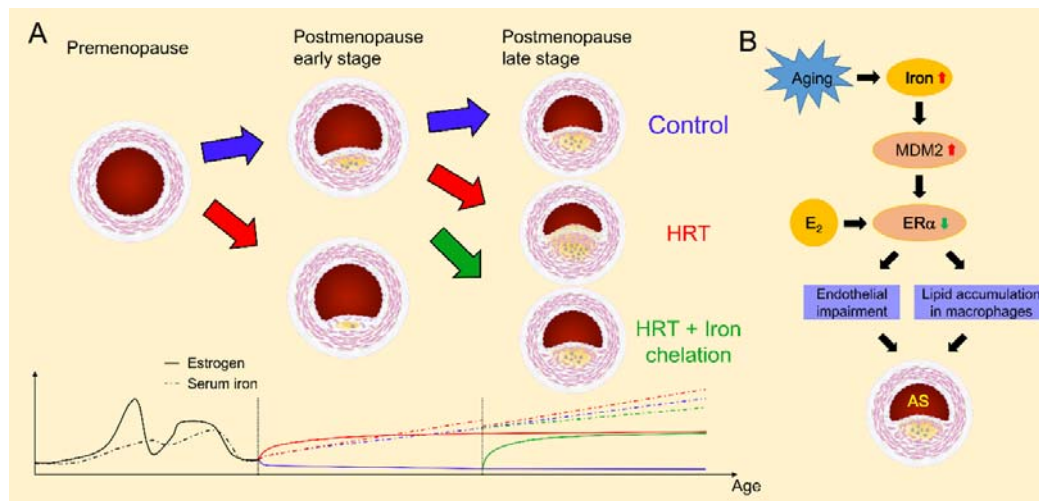 A
Premenopause
Postmenopause
early stage
Postmenopause
late stage
Control
HRT
HRT + Iron
chelation
Estrogen
Serum iron
Age
B
Aging
Iron
MDM2
E₂
ERα
Endothelial
impairment
Lipid accumulation
in macrophages
AS